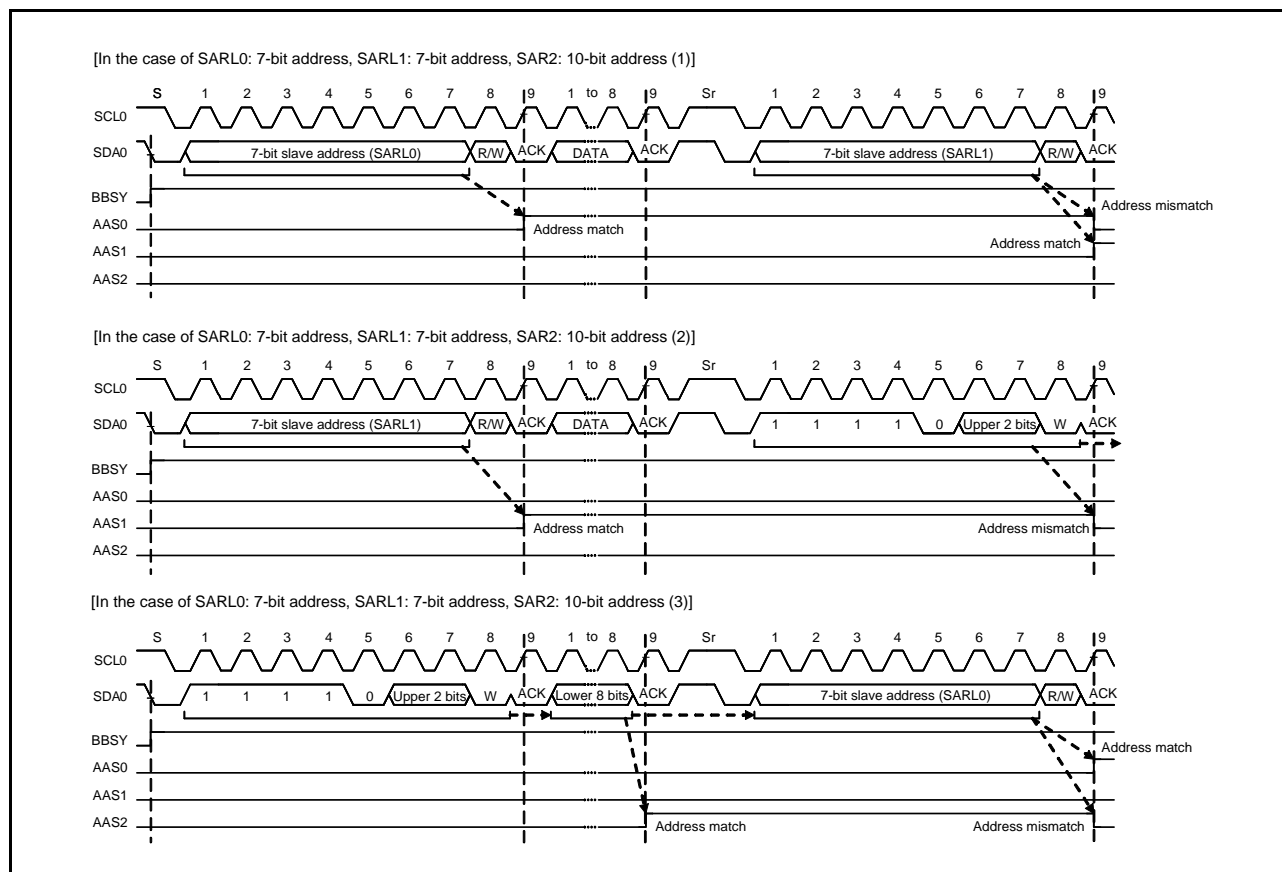 [In the case of SARL0: 7-bit address, SARL1: 7-bit address, SAR2: 10-bit address (1)]
S 1 2 3 4 5 6 7 8 9 1 to 8 9 Sr 1 2 3 4 5 6 7 8 9
SCL0
SDA0 7-bit slave address (SARL0) R/W ACK DATA ACK 7-bit slave address (SARL1) R/W ACK
BBSY
Address mismatch
AAS0
Address match
Address match
AAS1
AAS2
[In the case of SARL0: 7-bit address, SARL1: 7-bit address, SAR2: 10-bit address (2)]
S 1 2 3 4 5 6 7 8 9 1 to 8 9 Sr 1 2 3 4 5 6 7 8 9
SCL0
SDA0 7-bit slave address (SARL1) R/W ACK DATA ACK 1 1 1 1 0 Upper 2 bits W ACK
BBSY
AAS0
AAS1 Address match Address mismatch
AAS2
[In the case of SARL0: 7-bit address, SARL1: 7-bit address, SAR2: 10-bit address (3)]
S 1 2 3 4 5 6 7 8 9 1 to 8 9 Sr 1 2 3 4 5 6 7 8 9
SCL0
SDA0 1 1 1 1 0 Upper 2 bits W ACK Lower 8 bits ACK 7-bit slave address (SARL0) R/W ACK
BBSY
Address match
AAS0
AAS1
AAS2 Address match Address mismatch